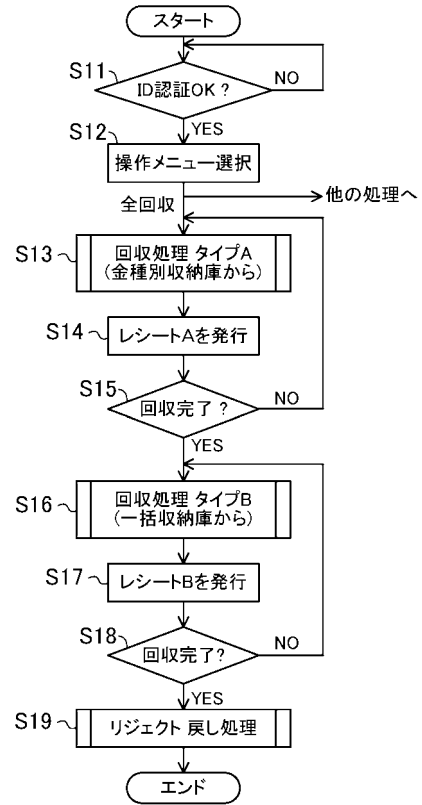 スタート
S11
ID認証OK？
NO
YES
S12
操作メニュー選択
全回収
他の処理へ
S13
回収処理 タイプA
(金種別収納庫から)
S14
レシートAを発行
S15
回収完了？
NO
YES
S16
回収処理 タイプB
(一括収納庫から)
S17
レシートBを発行
S18
回収完了?
NO
YES
S19
リジェクト 戻し処理
エンド